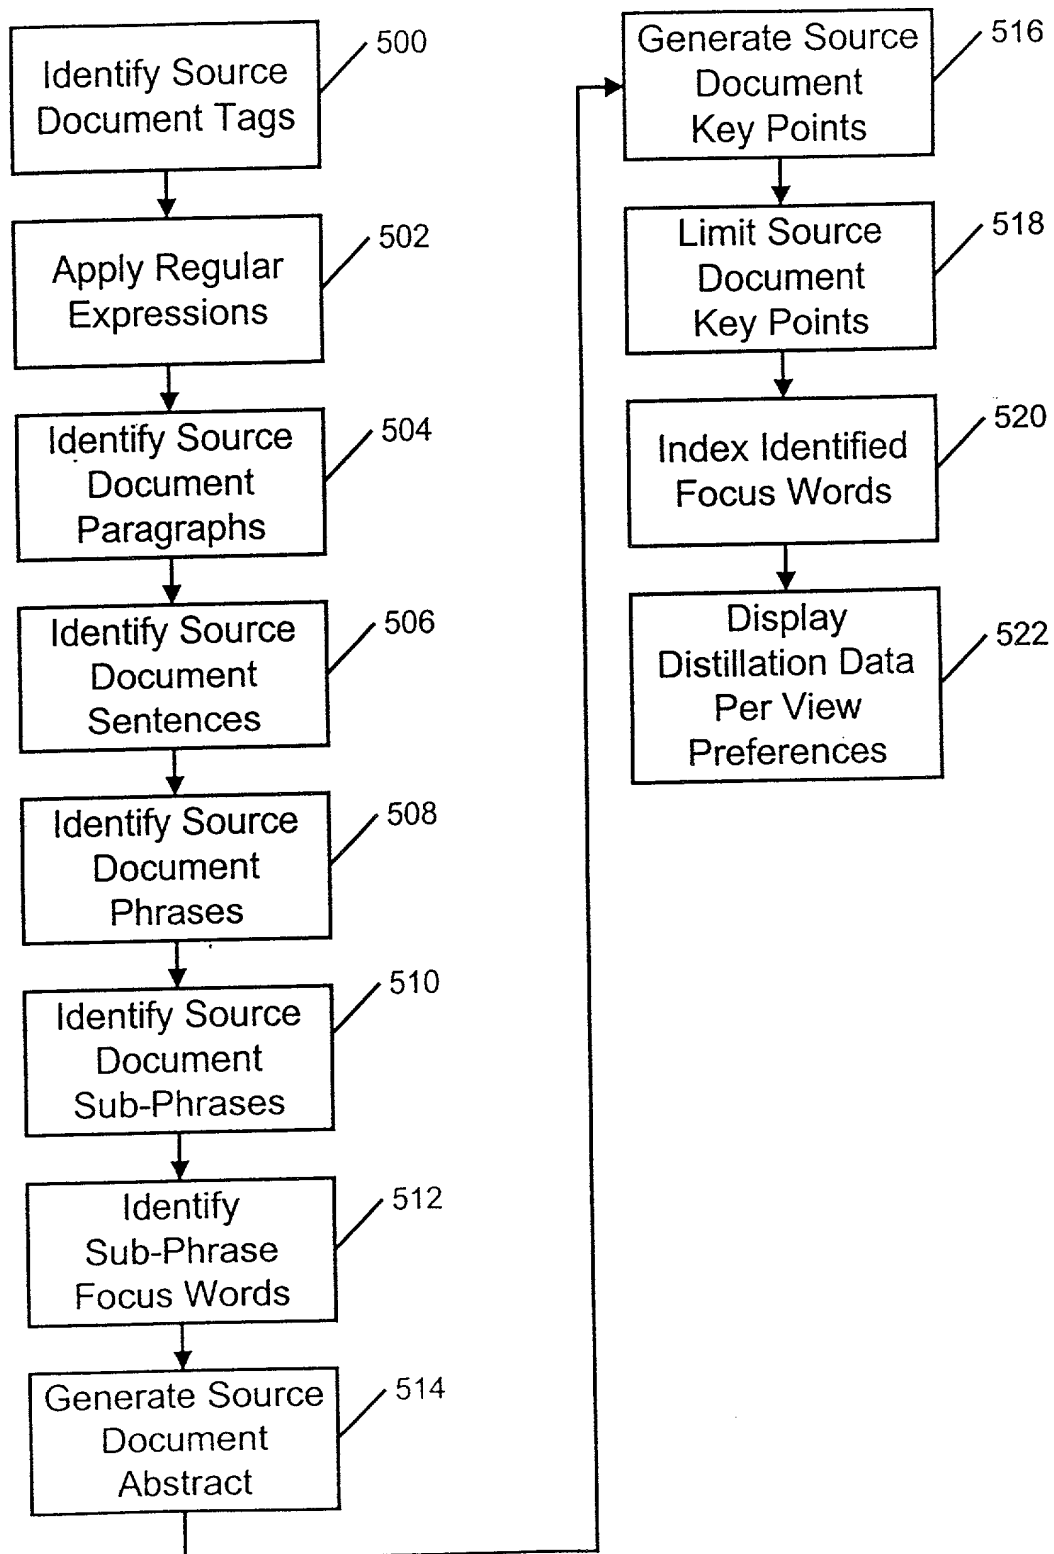 Identify Source
Document Tags
500
Apply Regular
Expressions
502
Identify Source
Document
Paragraphs
504
Identify Source
Document
Sentences
506
Identify Source
Document
Phrases
508
Identify Source
Document
Sub-Phrases
510
Identify
Sub-Phrase
Focus Words
512
Generate Source
Document
Abstract
514
Generate Source
Document
Key Points
516
Limit Source
Document
Key Points
518
Index Identified
Focus Words
520
Display
Distillation Data
Per View
Preferences
522